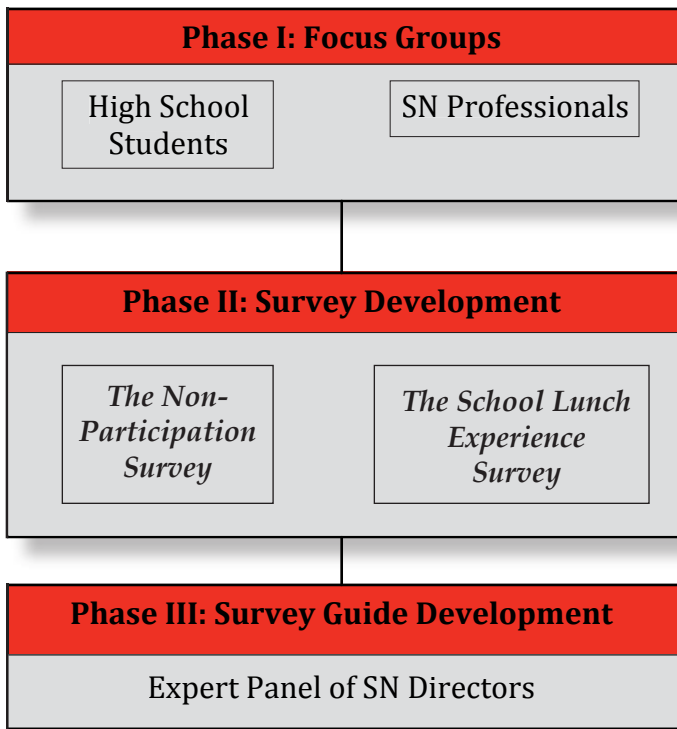 Phase I: Focus Groups
High School
Students
SN Professionals
Phase II: Survey Development
The Non-
Participation
Survey
The School Lunch
Experience
Survey
Phase III: Survey Guide Development
Expert Panel of SN Directors